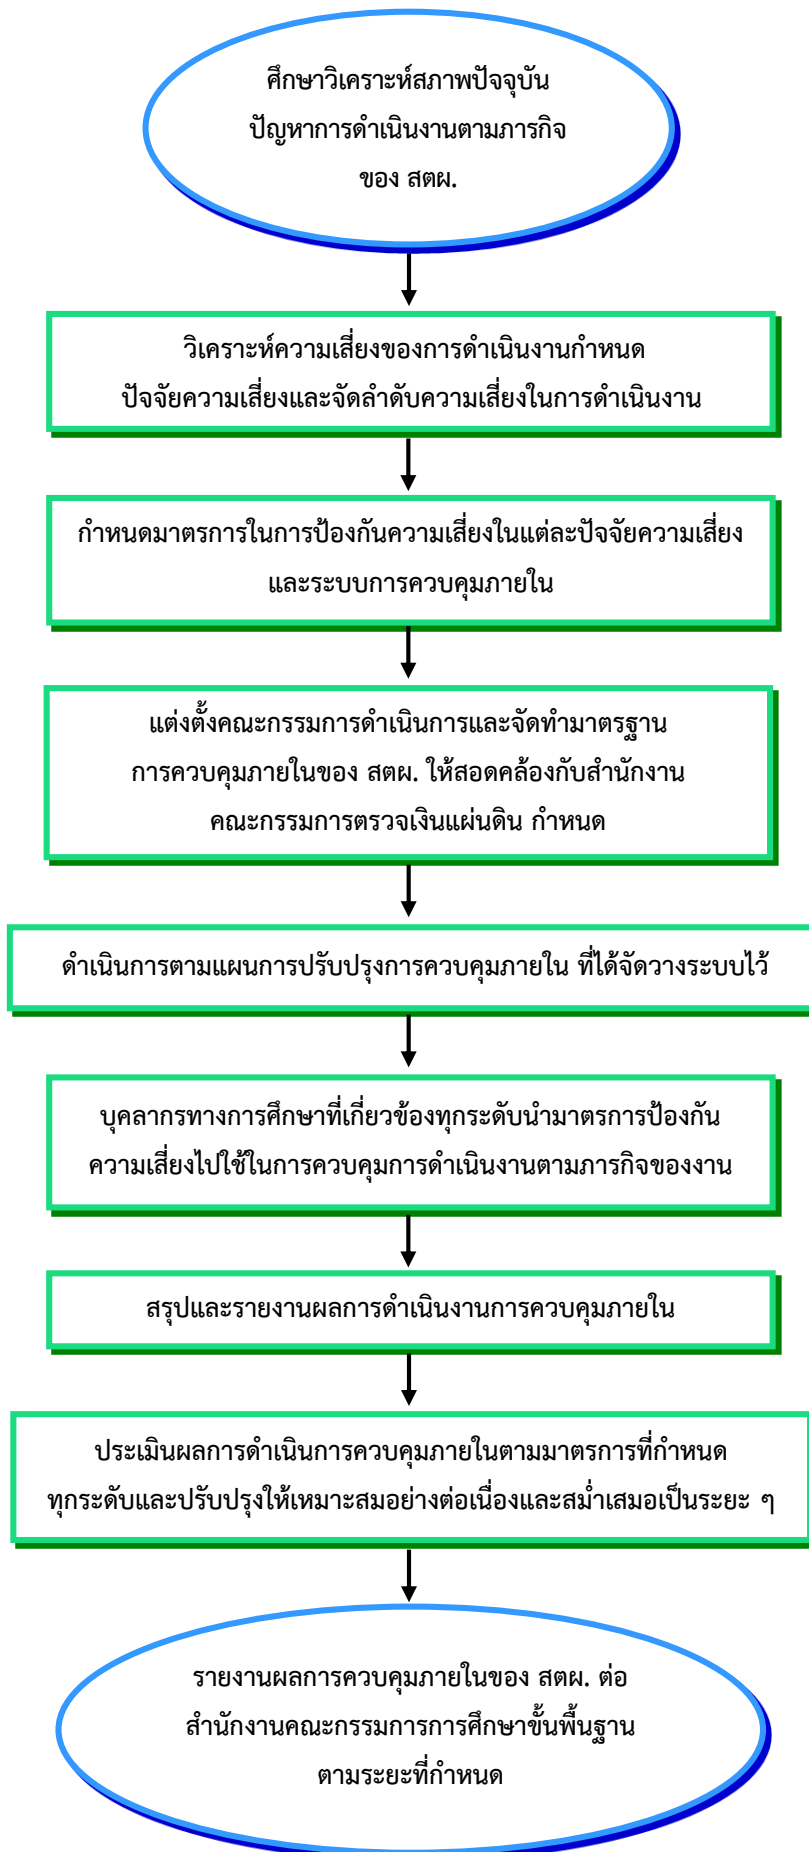 ศึกษาวิเคราะห์สภาพปัจจุบัน
ปัญหาการดำเนินงานตามภารกิจ
ของ สตผ.
วิเคราะห์ความเสี่ยงของการดำเนินงานกำหนด
ปัจจัยความเสี่ยงและจัดลำดับความเสี่ยงในการดำเนินงาน
กำหนดมาตรการในการป้องกันความเสี่ยงในแต่ละปัจจัยความเสี่ยง
และระบบการควบคุมภายใน
แต่งตั้งคณะกรรมการดำเนินการและจัดทำมาตรฐาน
การควบคุมภายในของ สตผ. ให้สอดคล้องกับสำนักงาน
คณะกรรมการตรวจเงินแผ่นดิน กำหนด
ดำเนินการตามแผนการปรับปรุงการควบคุมภายใน ที่ได้จัดวางระบบไว้
บุคลากรทางการศึกษาที่เกี่ยวข้องทุกระดับนำมาตรการป้องกัน
ความเสี่ยงไปใช้ในการควบคุมการดำเนินงานตามภารกิจของงาน
สรุปและรายงานผลการดำเนินงานการควบคุมภายใน
ประเมินผลการดำเนินการควบคุมภายในตามมาตรการที่กำหนด
ทุกระดับและปรับปรุงให้เหมาะสมอย่างต่อเนื่องและสม่ำเสมอเป็นระยะ ๆ
รายงานผลการควบคุมภายในของ สตผ. ต่อ
สำนักงานคณะกรรมการการศึกษาขั้นพื้นฐาน
ตามระยะที่กำหนด